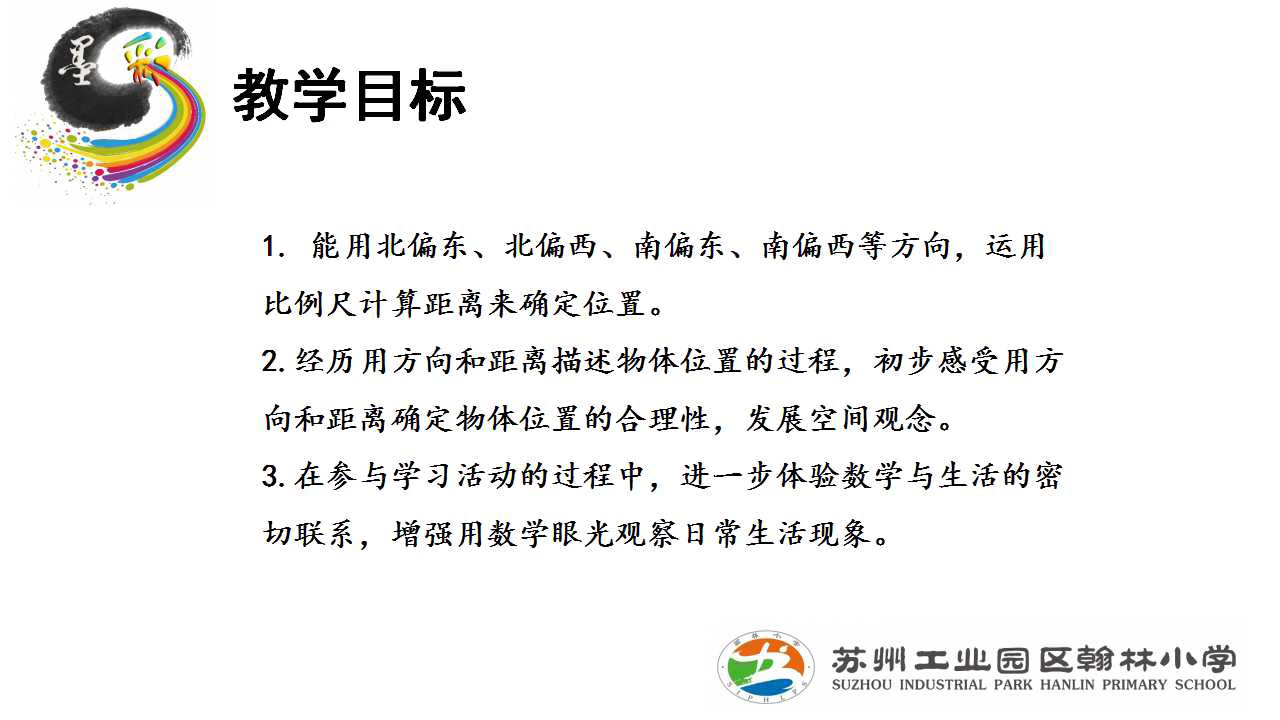 墨彩
教学目标
1. 能用北偏东、北偏西、南偏东、南偏西等方向，运用
比例尺计算距离来确定位置。
2.经历用方向和距离描述物体位置的过程，初步感受用方
向和距离确定物体位置的合理性，发展空间观念。
3.在参与学习活动的过程中，进一步体验数学与生活的密
切联系，增强用数学眼光观察日常生活现象。
翰林小学
SIPHLPS
苏州工业园区翰林小学
SUZHOU INDUSTRIAL PARK HANLIN PRIMARY SCHOOL